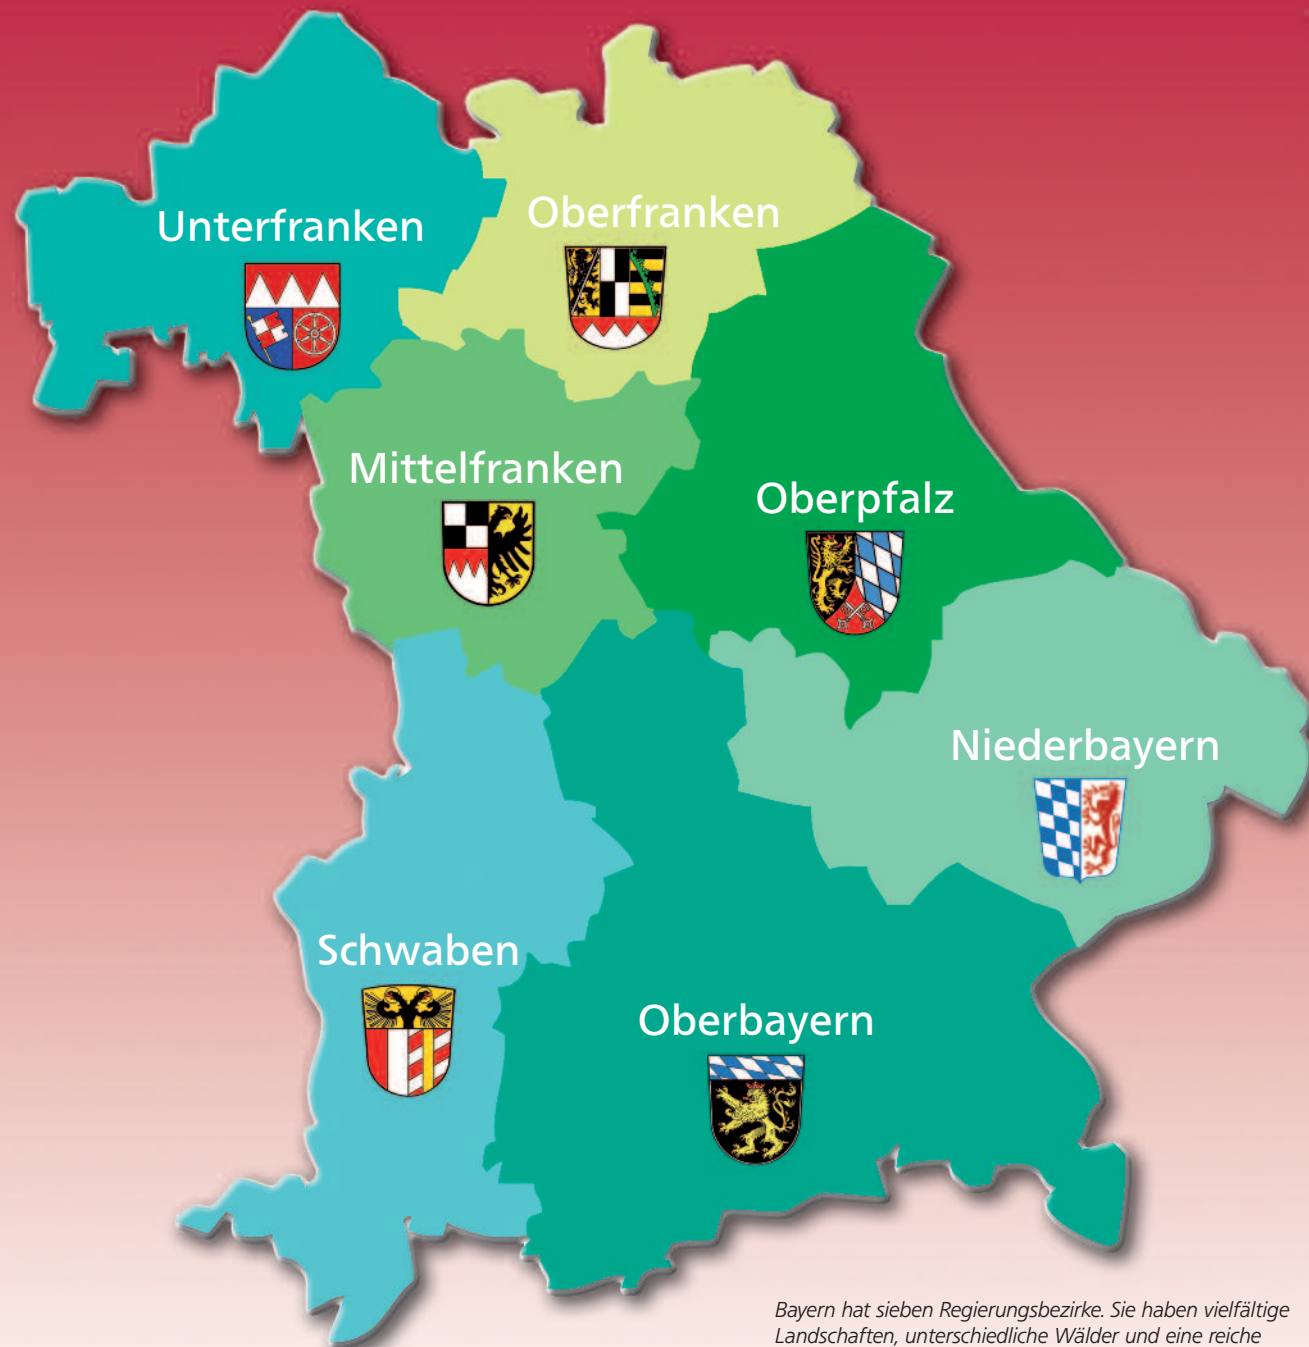 Unterfranken
Oberfranken
Mittelfranken
Oberpfalz
Niederbayern
Schwaben
Oberbayern
Bayern hat sieben Regierungsbezirke. Sie haben vielfältige
Landschaften, unterschiedliche Wälder und eine reiche